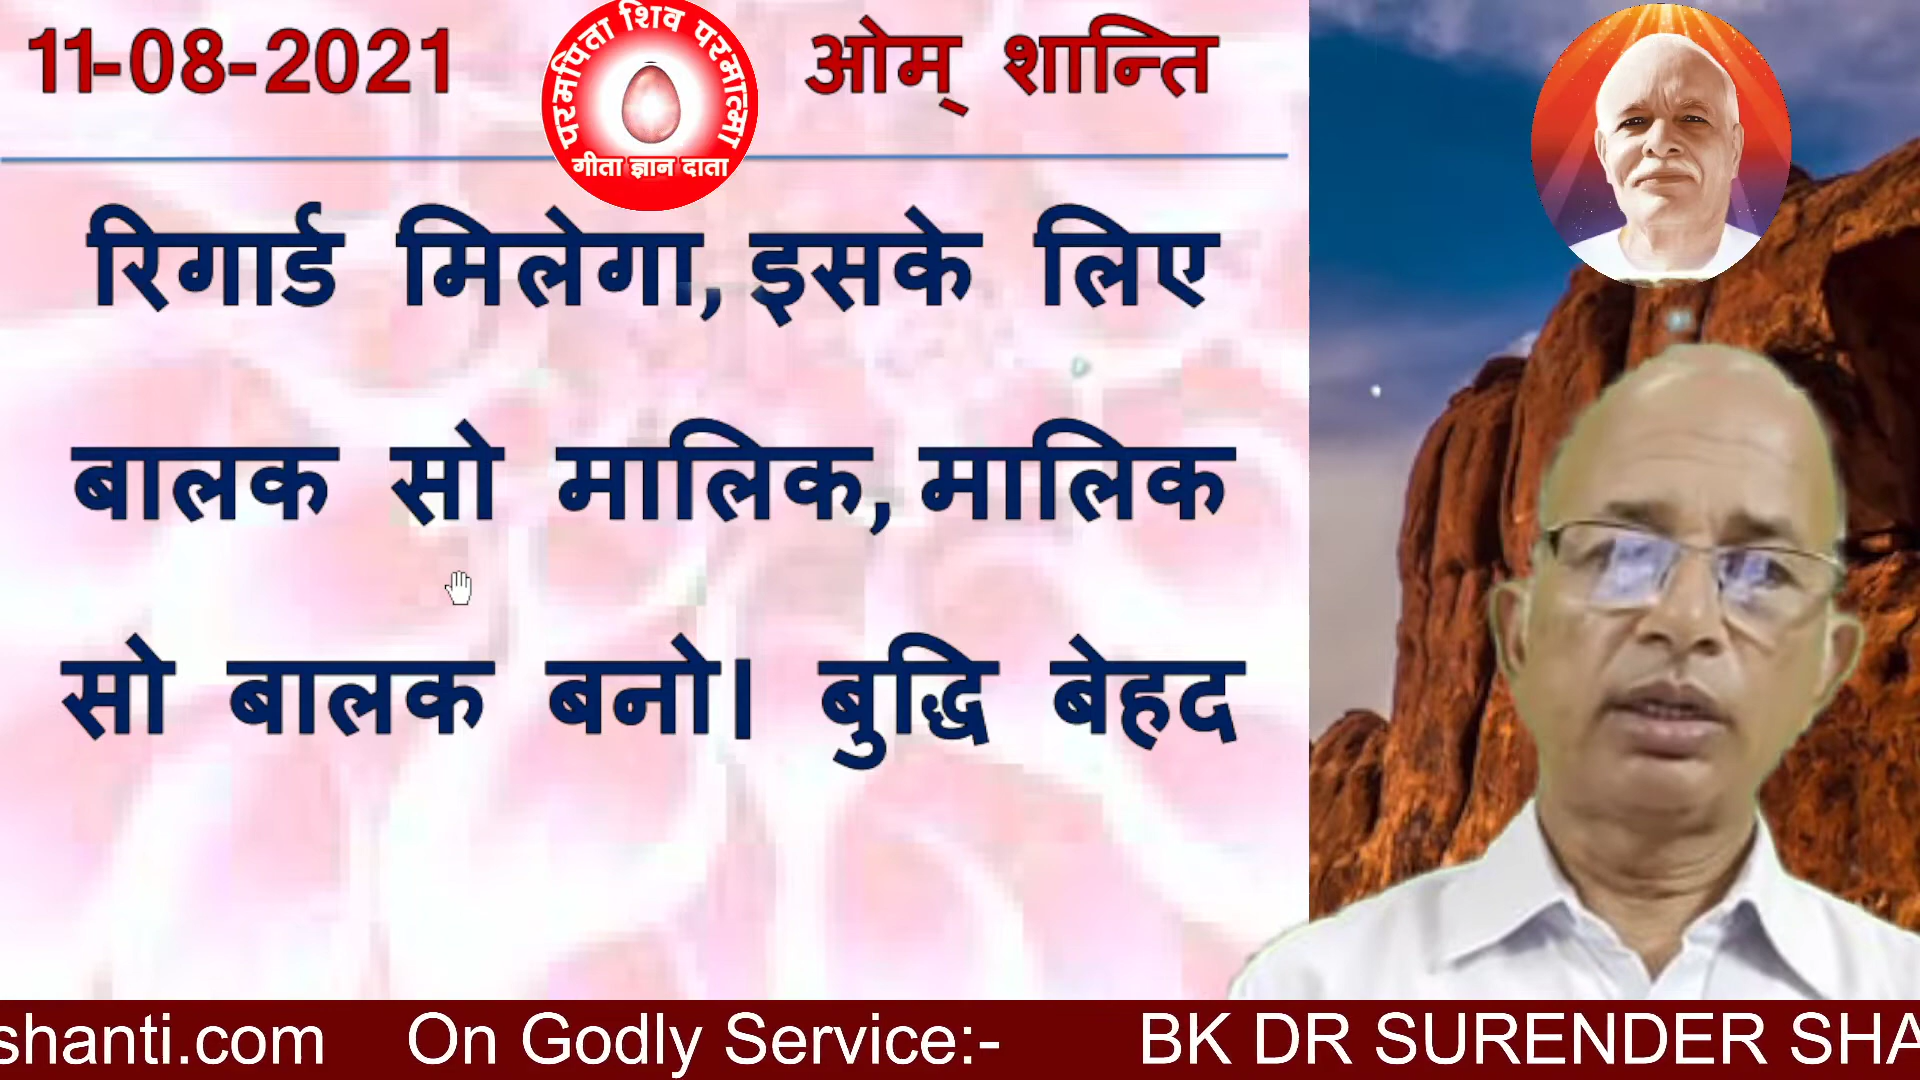 11-08-2021
परमपिता शिव परमात्मा
गीता ज्ञान दाता
ओम् शान्ति
रिगार्ड मिलेगा, इसके लिए
बालक सो मालिक, मालिक
सो बालक बनो। बुद्धि बेहद
shanti.com On Godly Service:- BK DR SURENDER SHA